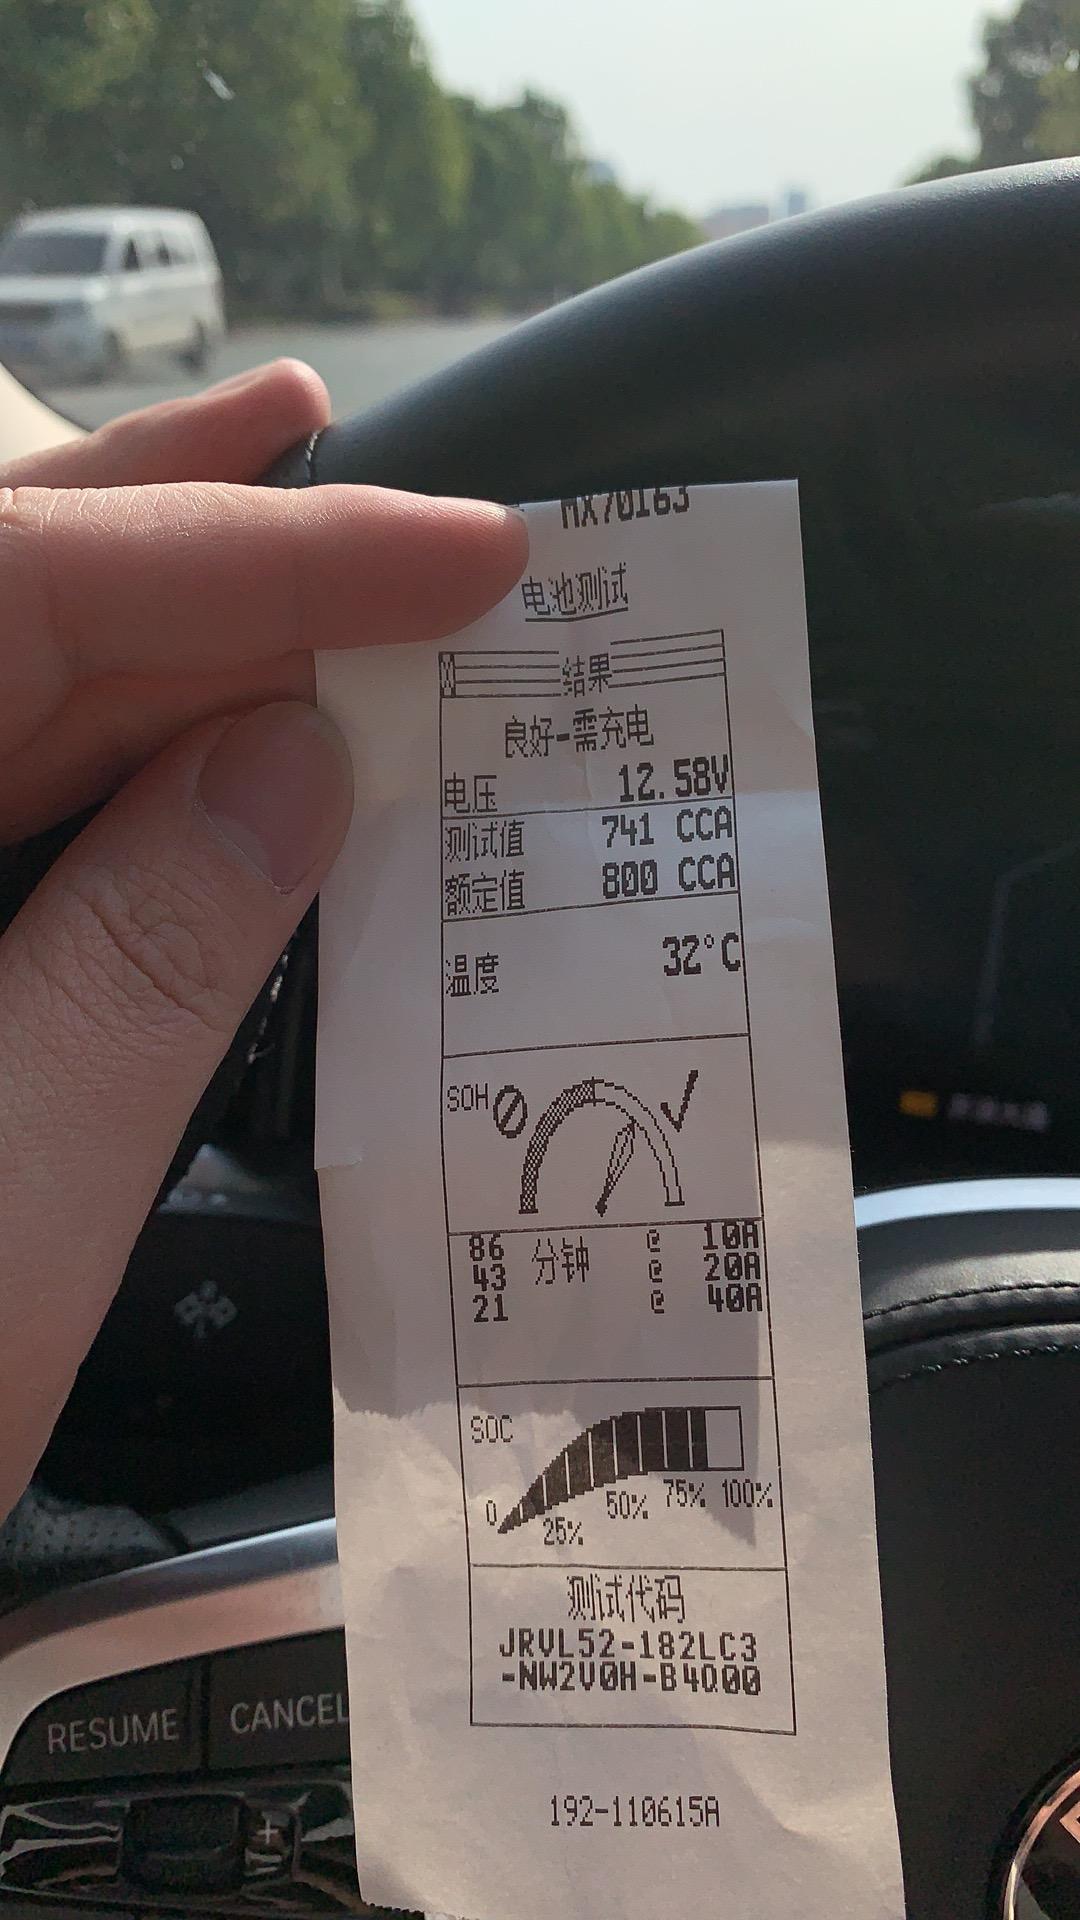 MX70163
电池测试
结果
良好-需充电
电压 12.58V
测试值 741 CCA
额定值 800 CCA
温度 32°C
SOH
86 分钟 @ 10A
43 @ 20A
21 @ 40A
SOC
0 25% 50% 75% 100%
测试代码
JRVL52-182LC3
-NW2V0H-B4Q00
192-110615A
RESUME CANCEL
+